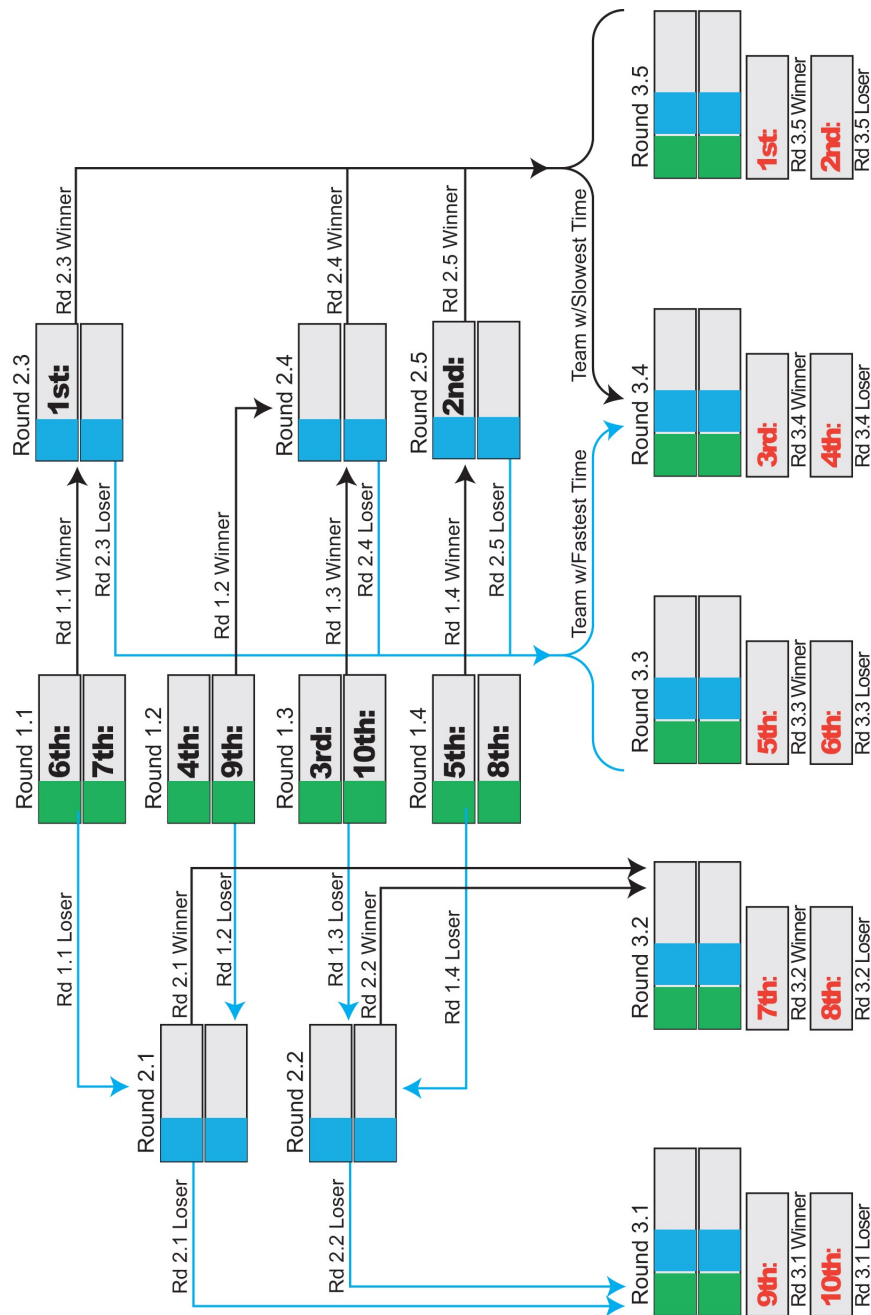 Round 1.1
6th:
7th:
Round 1.2
4th:
9th:
Round 1.3
3rd:
10th:
Round 1.4
5th:
8th:
Rd 1.1 Winner
Rd 1.2 Winner
Rd 1.3 Winner
Rd 1.4 Winner
Rd 1.1 Loser
Rd 1.2 Loser
Rd 1.3 Loser
Rd 1.4 Loser
Round 2.1
Rd 2.1 Winner
Rd 2.1 Loser
Round 2.2
Rd 2.2 Winner
Rd 2.2 Loser
Round 2.3
1st:
Rd 2.3 Winner
Rd 2.3 Loser
Round 2.4
Rd 2.4 Winner
Rd 2.4 Loser
Round 2.5
2nd:
Rd 2.5 Winner
Rd 2.5 Loser
Team w/Fastest Time
Team w/Slowest Time
Round 3.1
9th:
Rd 3.1 Winner
10th:
Rd 3.1 Loser
Round 3.2
7th:
Rd 3.2 Winner
8th:
Rd 3.2 Loser
Round 3.3
5th:
Rd 3.3 Winner
6th:
Rd 3.3 Loser
Round 3.4
3rd:
Rd 3.4 Winner
4th:
Rd 3.4 Loser
Round 3.5
1st:
Rd 3.5 Winner
2nd:
Rd 3.5 Loser